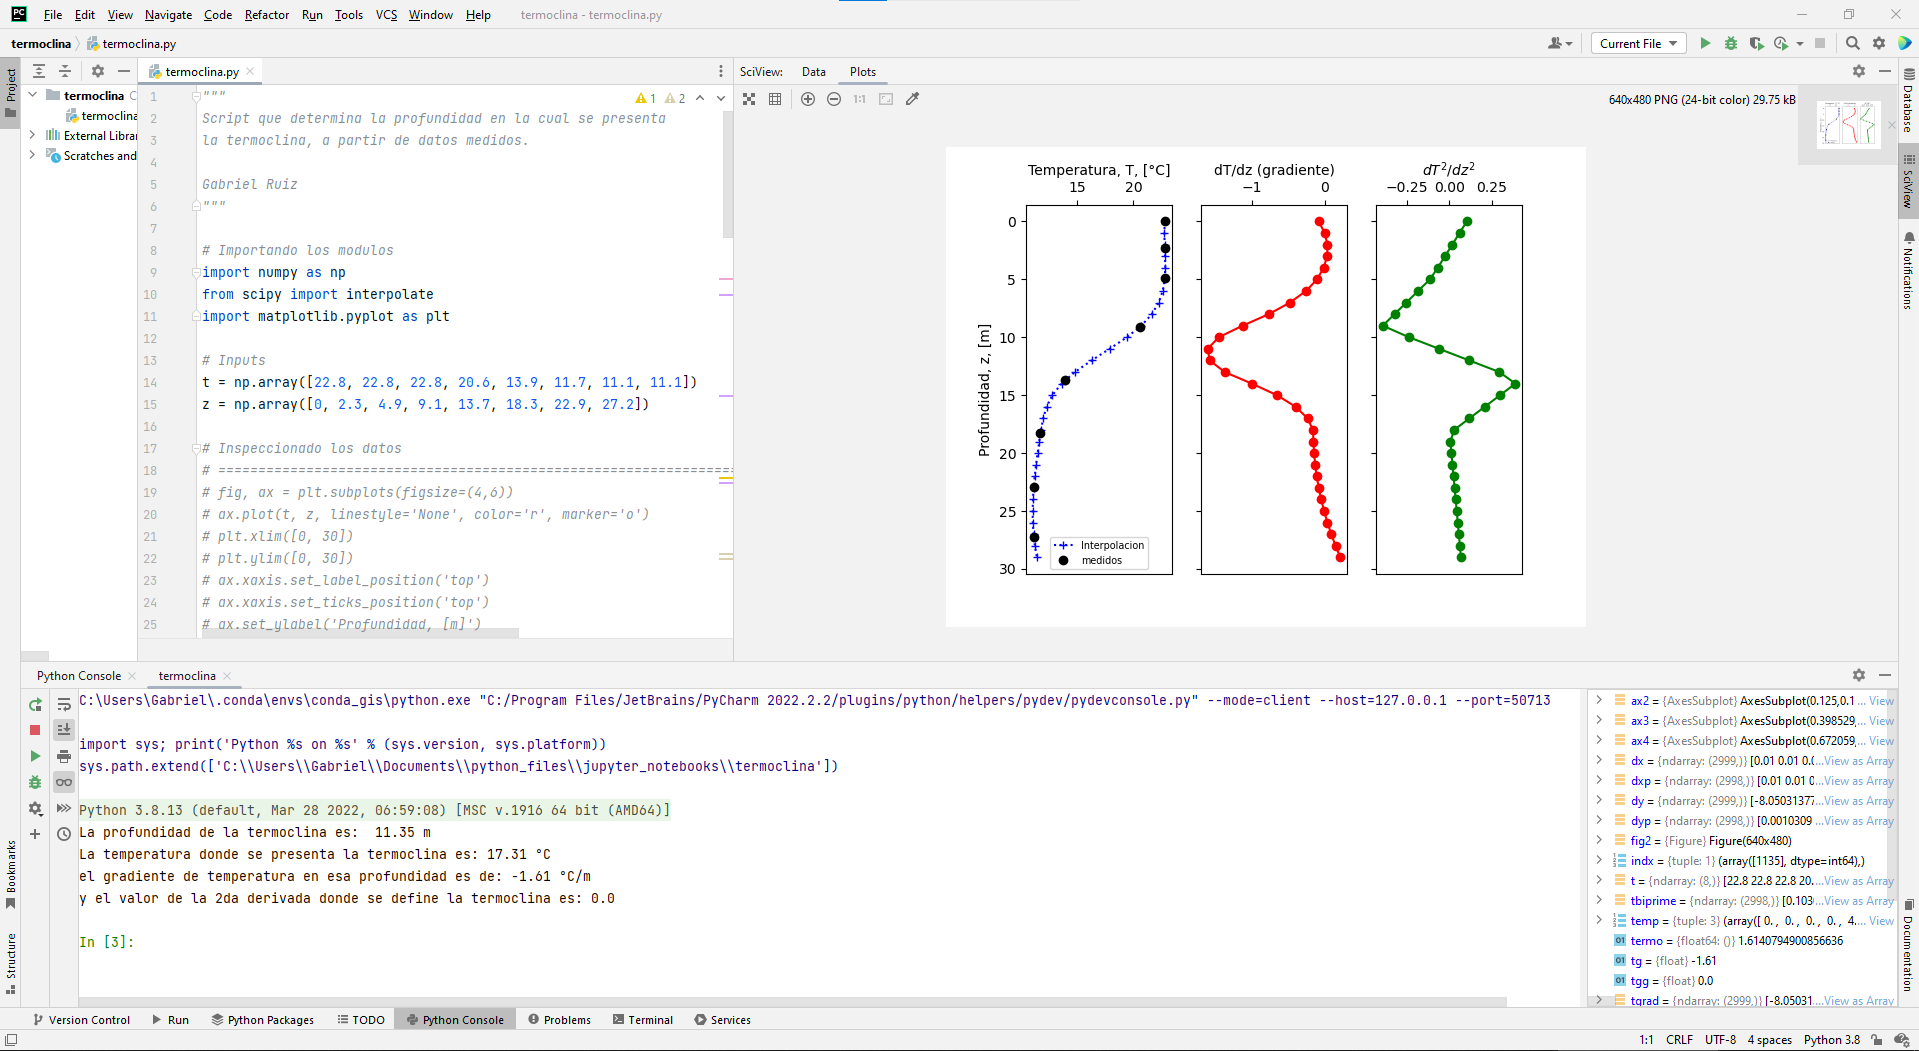 File Edit View Navigate Code Refactor Run Tools VCS Window Help termoclina - termoclina.py
termoclina termoclina.py
Current File
Project
termoclina.py
SciView: Data Plots
termoclina C
termoclina
External Libra
Scratches and
1 2
1 """
2 Script que determina la profundidad en la cual se presenta
3 la termoclina, a partir de datos medidos.
4
5 Gabriel Ruiz
6 """
7
8 # Importando los modulos
9 import numpy as np
10 from scipy import interpolate
11 import matplotlib.pyplot as plt
12
13 # Inputs
14 t = np.array([22.8, 22.8, 22.8, 20.6, 13.9, 11.7, 11.1, 11.1])
15 z = np.array([0, 2.3, 4.9, 9.1, 13.7, 18.3, 22.9, 27.2])
16
17 # Inspeccionado los datos
18 # =================================================================
19 # fig, ax = plt.subplots(figsize=(4,6))
20 # ax.plot(t, z, linestyle='None', color='r', marker='o')
21 # plt.xlim([0, 30])
22 # plt.ylim([0, 30])
23 # ax.xaxis.set_label_position('top')
24 # ax.xaxis.set_ticks_position('top')
25 # ax.set_ylabel('Profundidad, [m]')
1:1
640x480 PNG (24-bit color) 29.75 kB
Temperatura, T, [°C] dT/dz (gradiente) dT²/dz²
15 20 −1 0 −0.25 0.00 0.25
0
5
10
15
20
25
30
Profundidad, z, [m]
Interpolacion
medidos
Database
SciView
Notifications
Documentation
Bookmarks
Structure
Python Console termoclina
C:\Users\Gabriel\.conda\envs\conda_gis\python.exe "C:/Program Files/JetBrains/PyCharm 2022.2.2/plugins/python/helpers/pydev/pydevconsole.py" --mode=client --host=127.0.0.1 --port=50713
import sys; print('Python %s on %s' % (sys.version, sys.platform))
sys.path.extend(['C:\\Users\\Gabriel\\Documents\\python_files\\jupyter_notebooks\\termoclina'])
Python 3.8.13 (default, Mar 28 2022, 06:59:08) [MSC v.1916 64 bit (AMD64)]
La profundidad de la termoclina es:  11.35 m
La temperatura donde se presenta la termoclina es: 17.31 °C
el gradiente de temperatura en esa profundidad es de: -1.61 °C/m
y el valor de la 2da derivada donde se define la termoclina es: 0.0
In [3]:
ax2 = {AxesSubplot} AxesSubplot(0.125,0.1... View
ax3 = {AxesSubplot} AxesSubplot(0.398529,... View
ax4 = {AxesSubplot} AxesSubplot(0.672059,... View
dx = {ndarray: (2999,)} [0.01 0.01 0.0...View as Array
dxp = {ndarray: (2998,)} [0.01 0.01 0...View as Array
dy = {ndarray: (2999,)} [-8.05031377...View as Array
dyp = {ndarray: (2998,)} [0.0010309 ...View as Array
fig2 = {Figure} Figure(640x480)
indx = {tuple: 1} (array([1135], dtype=int64),)
t = {ndarray: (8,)} [22.8 22.8 22.8 20....View as Array
tbiprime = {ndarray: (2998,)} [0.103...View as Array
temp = {tuple: 3} (array([ 0. , 0. , 0. , 0. , 4.... View
termo = {float64: ()} 1.6140794900856636
tg = {float} -1.61
tgg = {float} 0.0
tgrad = {ndarray: (2999,)} [-8.05031...View as Array
Version Control Run Python Packages TODO Python Console Problems Terminal Services
1:1 CRLF UTF-8 4 spaces Python 3.8